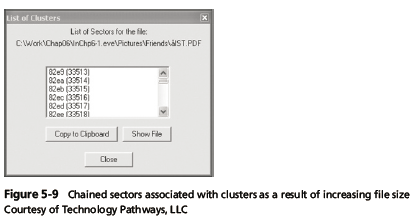 List of Clusters
List of Sectors for the file:
C:\Work\Chap06\InChp6-1.eve\Pictures\Friends\âIST.PDF
82e9 (33513)
82ea (33514)
82eb (33515)
82ec (33516)
82ed (33517)
82ee (33518)
Copy to Clipboard
Show File
Close
Figure 5-9 Chained sectors associated with clusters as a result of increasing file size
Courtesy of Technology Pathways, LLC